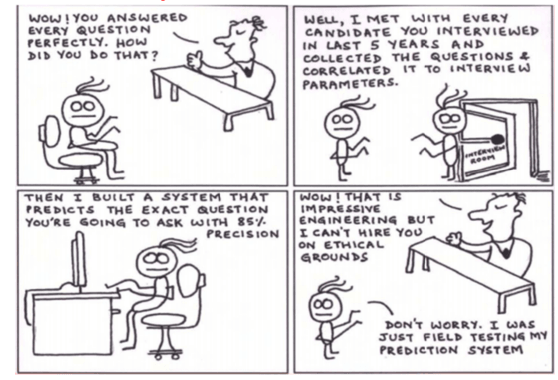 WOW! YOU ANSWERED
EVERY QUESTION
PERFECTLY. HOW
DID YOU DO THAT?
WELL, I MET WITH EVERY
CANDIDATE YOU INTERVIEWED
IN LAST 5 YEARS AND
COLLECTED THE QUESTIONS &
CORRELATED IT TO INTERVIEW
PARAMETERS.
INTERVIEW
ROOM
THEN I BUILT A SYSTEM THAT
PREDICTS THE EXACT QUESTION
YOU'RE GOING TO ASK WITH 85%
PRECISION
WOW! THAT IS
IMPRESSIVE
ENGINEERING BUT
I CAN'T HIRE YOU
ON ETHICAL
GROUNDS
DON'T WORRY. I WAS
JUST FIELD TESTING MY
PREDICTION SYSTEM